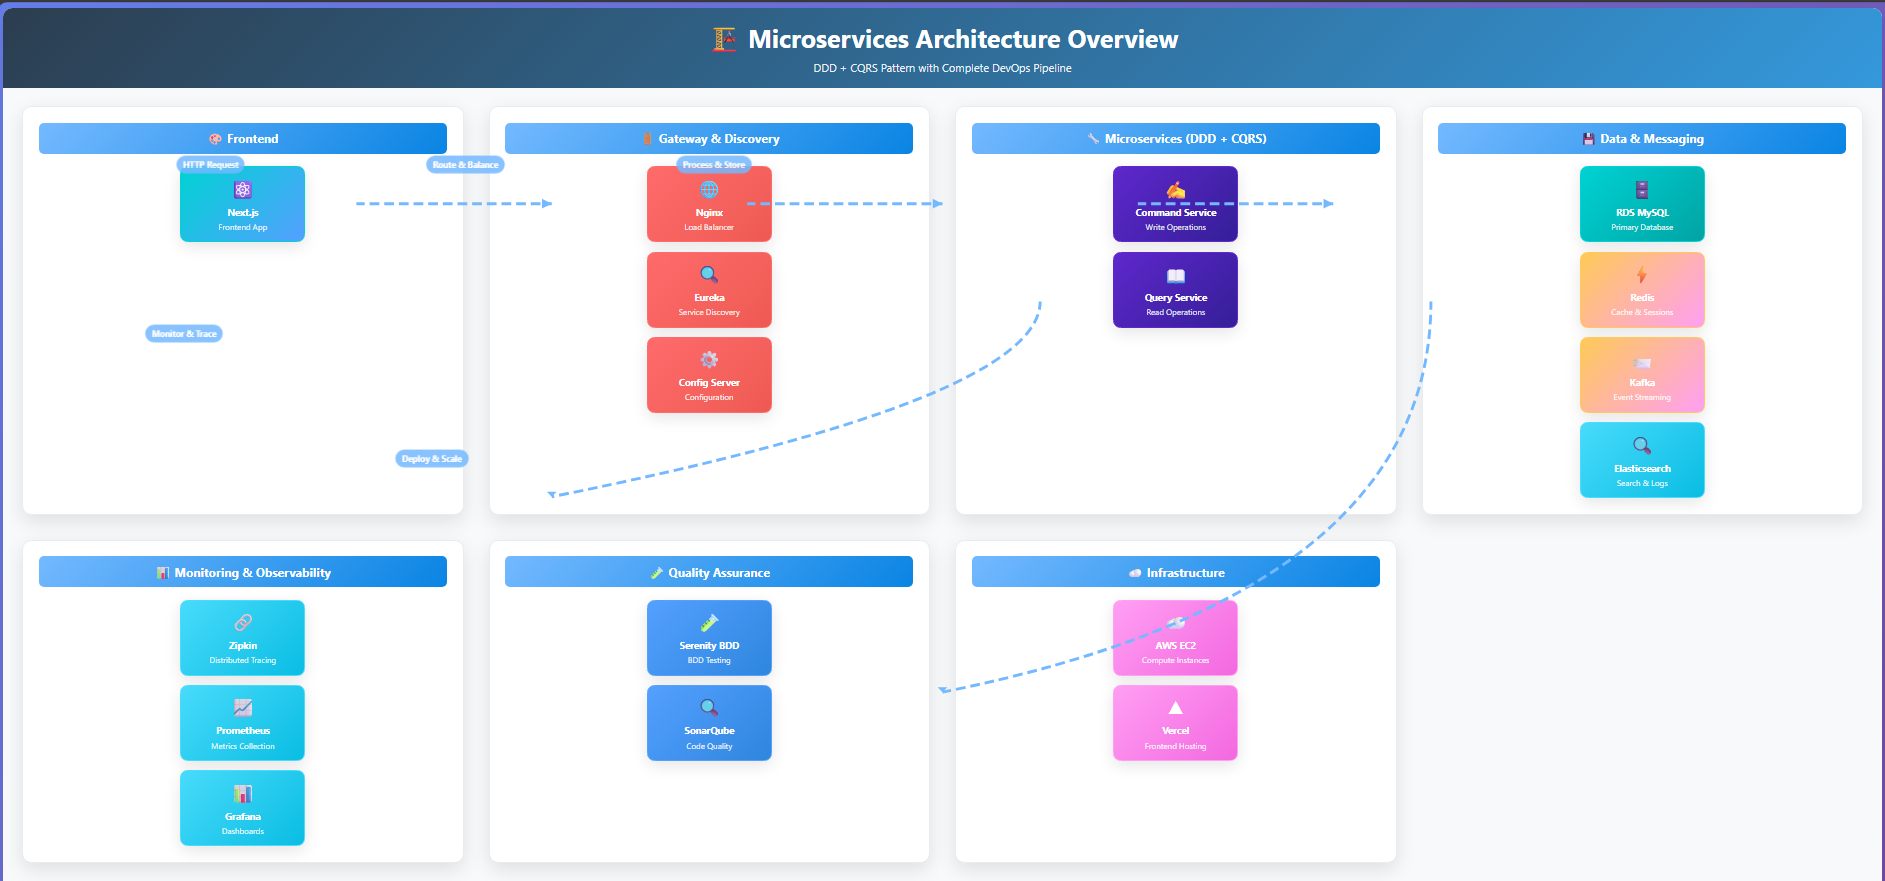 Microservices Architecture Overview
DDD + CQRS Pattern with Complete DevOps Pipeline
Frontend
HTTP Request
Next.js
Frontend App
Monitor & Trace
Deploy & Scale
Gateway & Discovery
Route & Balance
Process & Store
Nginx
Load Balancer
Eureka
Service Discovery
Config Server
Configuration
Microservices (DDD + CQRS)
Command Service
Write Operations
Query Service
Read Operations
Data & Messaging
RDS MySQL
Primary Database
Redis
Cache & Sessions
Kafka
Event Streaming
Elasticsearch
Search & Logs
Monitoring & Observability
Zipkin
Distributed Tracing
Prometheus
Metrics Collection
Grafana
Dashboards
Quality Assurance
Serenity BDD
BDD Testing
SonarQube
Code Quality
Infrastructure
AWS EC2
Compute Instances
Vercel
Frontend Hosting